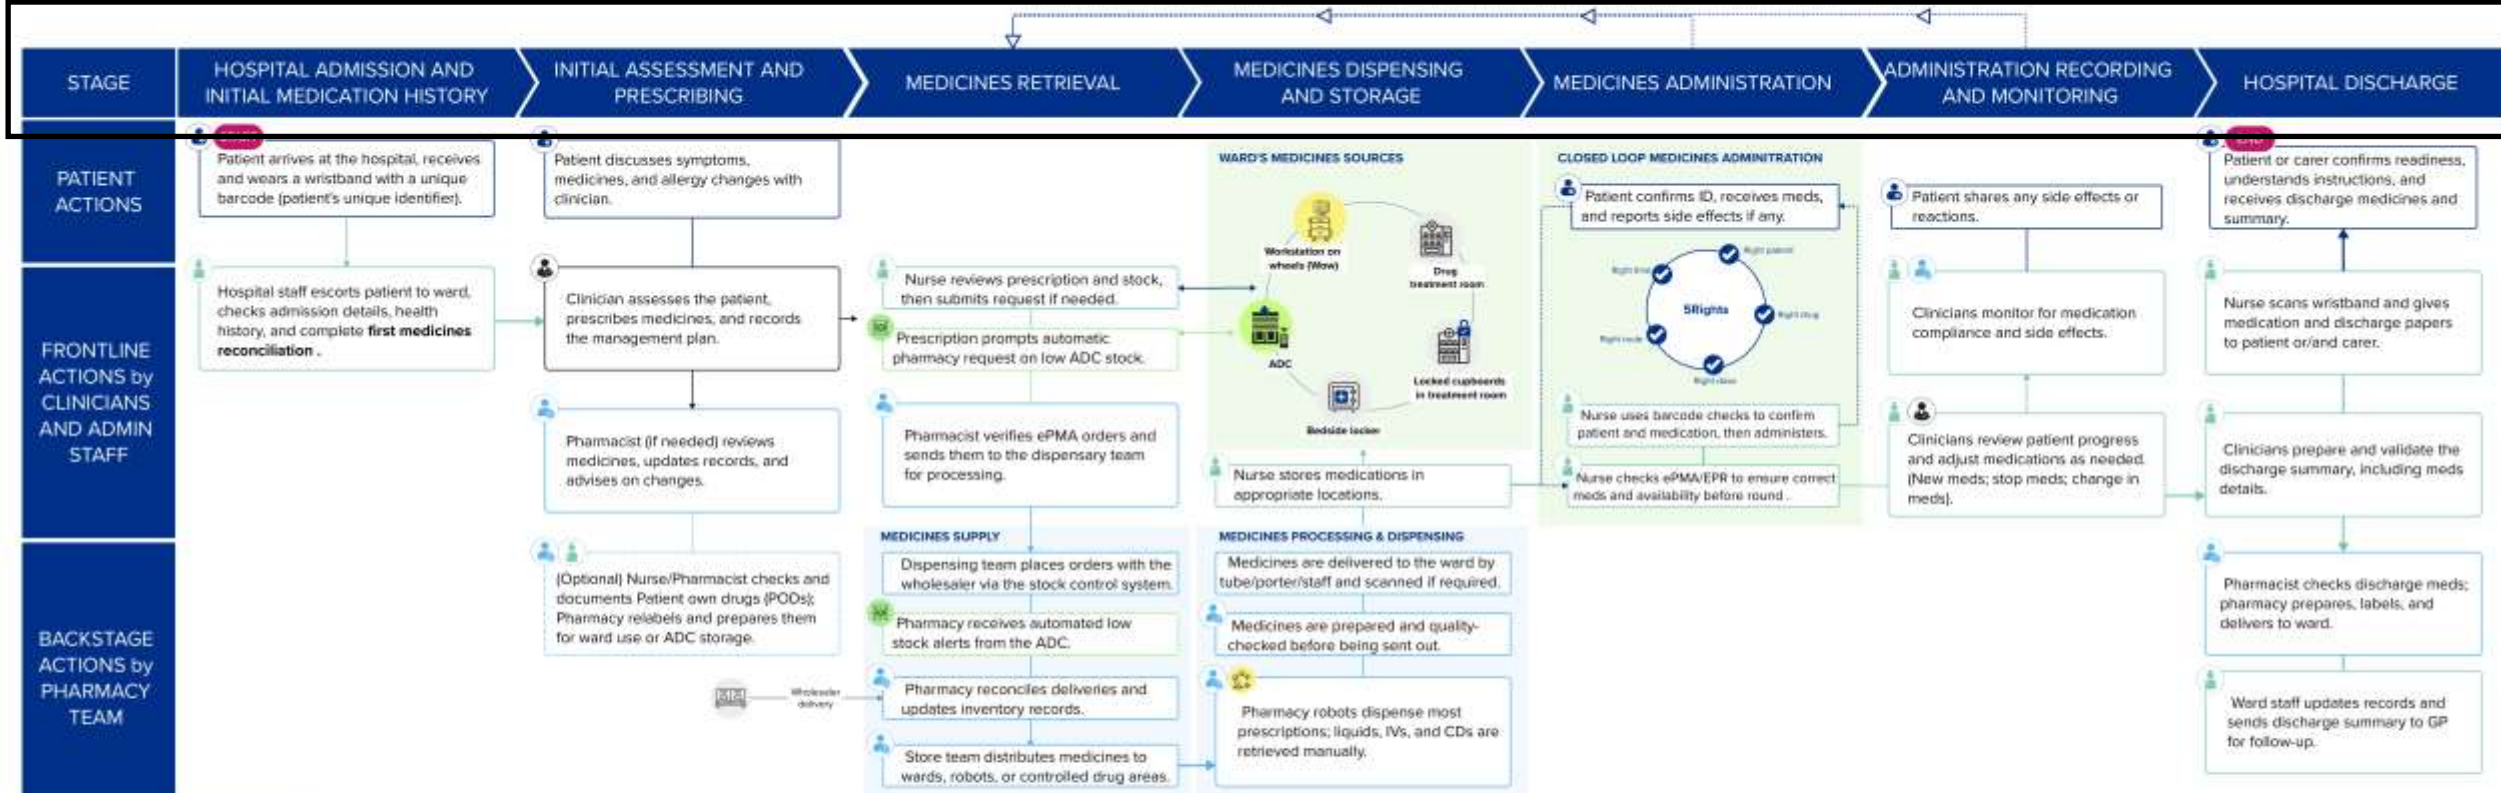 STAGE
HOSPITAL ADMISSION AND
INITIAL MEDICATION HISTORY
INITIAL ASSESSMENT AND
PRESCRIBING
MEDICINES RETRIEVAL
MEDICINES DISPENSING
AND STORAGE
MEDICINES ADMINISTRATION
ADMINISTRATION RECORDING
AND MONITORING
HOSPITAL DISCHARGE
PATIENT
ACTIONS
Patient arrives at the hospital, receives
and wears a wristband with a unique
barcode (patient's unique identifier).
Patient discusses symptoms,
medicines, and allergy changes with
clinician.
WARD'S MEDICINES SOURCES
Workstation on
wheels (Wow)
Drug
treatment room
ADC
Locked cupboards
in treatment room
Bedside locker
CLOSED LOOP MEDICINES ADMINITRATION
Patient confirms ID, receives meds,
and reports side effects if any.
Patient shares any side effects or
reactions.
Patient or carer confirms readiness,
understands instructions, and
receives discharge medicines and
summary.
FRONTLINE
ACTIONS by
CLINICIANS
AND ADMIN
STAFF
Hospital staff escorts patient to ward,
checks admission details, health
history, and complete first medicines
reconciliation .
Clinician assesses the patient,
prescribes medicines, and records
the management plan.
Pharmacist (if needed) reviews
medicines, updates records, and
advises on changes.
Nurse reviews prescription and stock,
then submits request if needed.
Prescription prompts automatic
pharmacy request on low ADC stock.
Pharmacist verifies ePMA orders and
sends them to the dispensary team
for processing.
Nurse stores medications in
appropriate locations.
5Rights
Right patient
Right drug
Right dose
Right route
Right time
Nurse uses barcode checks to confirm
patient and medication, then administers.
Nurse checks ePMA/EPR to ensure correct
meds and availability before round .
Clinicians monitor for medication
compliance and side effects.
Clinicians review patient progress
and adjust medications as needed.
(New meds; stop meds; change in
meds).
Nurse scans wristband and gives
medication and discharge papers
to patient or/and carer.
Clinicians prepare and validate the
discharge summary, including meds
details.
BACKSTAGE
ACTIONS by
PHARMACY
TEAM
(Optional) Nurse/Pharmacist checks and
documents Patient own drugs (PODs);
Pharmacy relabels and prepares them
for ward use or ADC storage.
Wholesaler
delivery
MEDICINES SUPPLY
Dispensing team places orders with the
wholesaler via the stock control system.
Pharmacy receives automated low
stock alerts from the ADC.
Pharmacy reconciles deliveries and
updates inventory records.
Store team distributes medicines to
wards, robots, or controlled drug areas.
MEDICINES PROCESSING & DISPENSING
Medicines are delivered to the ward by
tube/porter/staff and scanned if required.
Medicines are prepared and quality-
checked before being sent out.
Pharmacy robots dispense most
prescriptions; liquids, IVs, and CDs are
retrieved manually.
Pharmacist checks discharge meds;
pharmacy prepares, labels, and
delivers to ward.
Ward staff updates records and
sends discharge summary to GP
for follow-up.